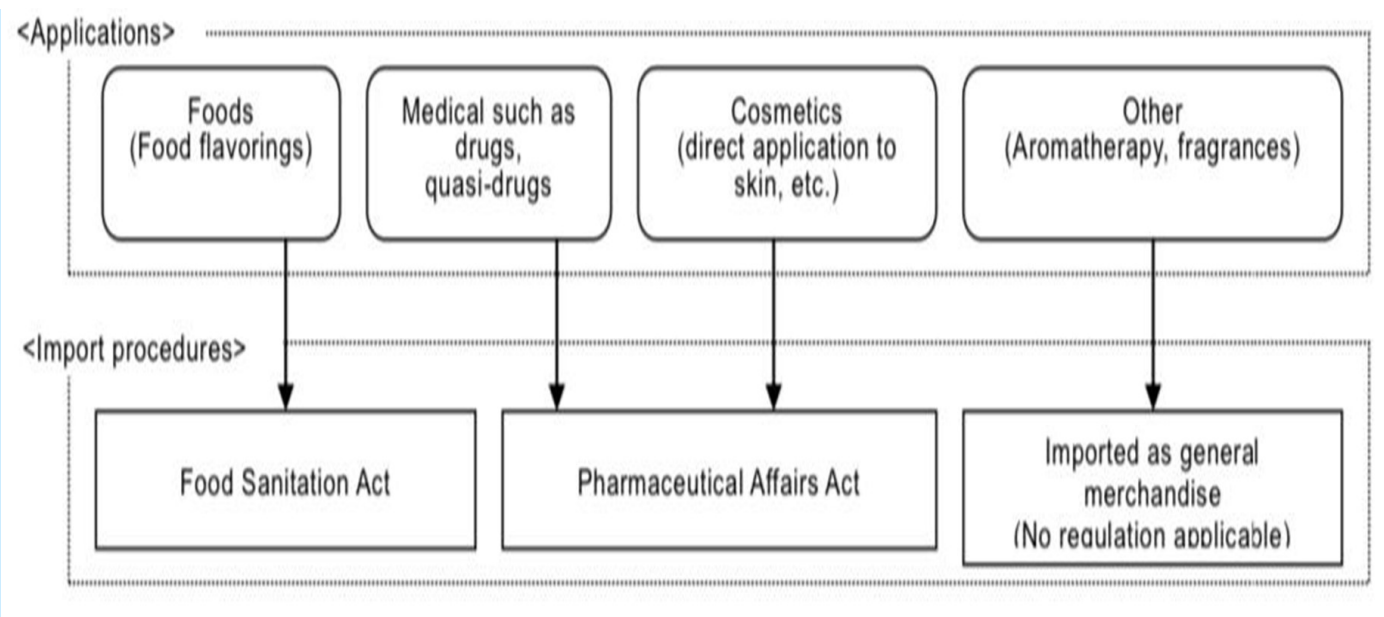 <Applications>
Foods
(Food flavorings)
Medical such as
drugs,
quasi-drugs
Cosmetics
(direct application to
skin, etc.)
Other
(Aromatherapy, fragrances)
<Import procedures>
Food Sanitation Act
Pharmaceutical Affairs Act
Imported as general
merchandise
(No regulation applicable)